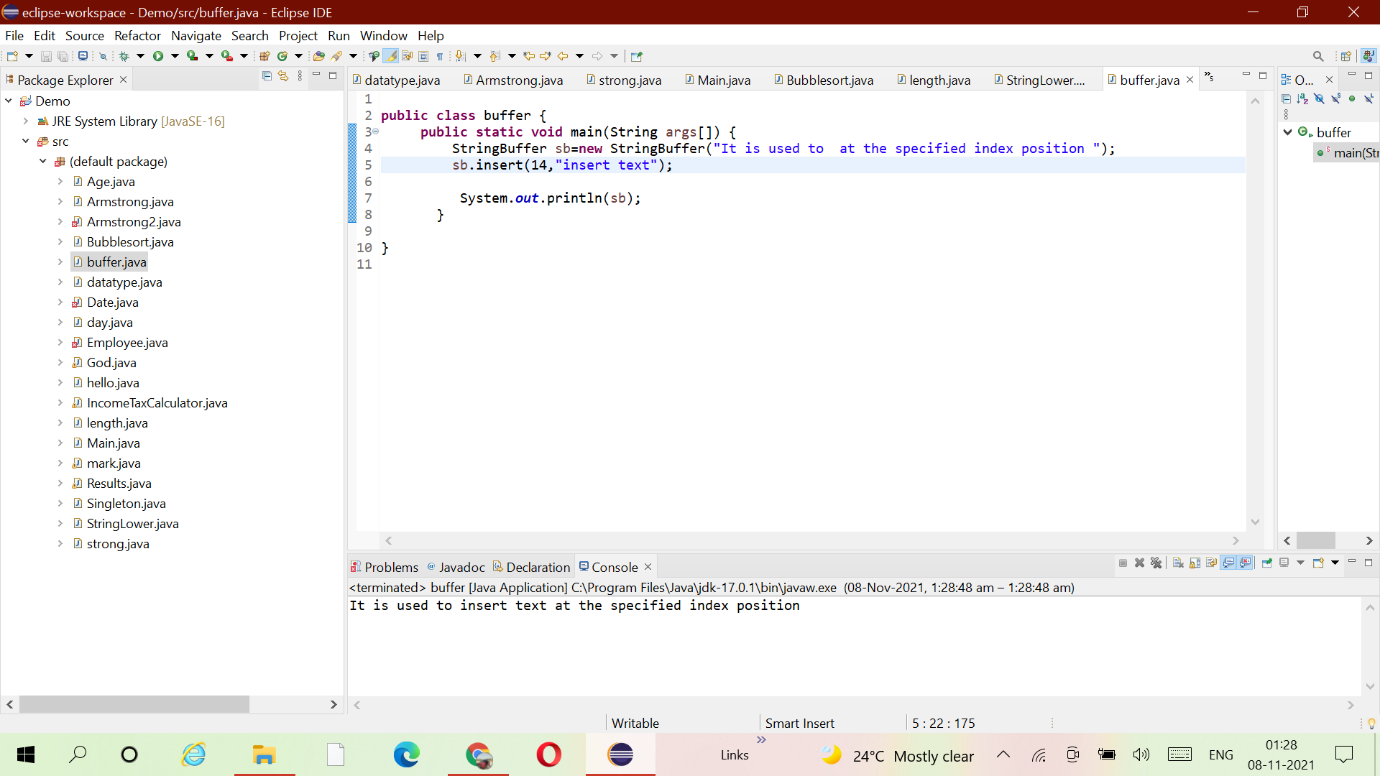 eclipse-workspace - Demo/src/buffer.java - Eclipse IDE
File Edit Source Refactor Navigate Search Project Run Window Help
Package Explorer
Demo
JRE System Library [JavaSE-16]
src
(default package)
Age.java
Armstrong.java
Armstrong2.java
Bubblesort.java
buffer.java
datatype.java
Date.java
day.java
Employee.java
God.java
hello.java
IncomeTaxCalculator.java
length.java
Main.java
mark.java
Results.java
Singleton.java
StringLower.java
strong.java
datatype.java Armstrong.java strong.java Main.java Bubblesort.java length.java StringLower.... buffer.java »5
1
2 public class buffer {
3 public static void main(String args[]) {
4 StringBuffer sb=new StringBuffer("It is used to  at the specified index position ");
5 sb.insert(14,"insert text");
6
7 System.out.println(sb);
8 }
9
10 }
11
O...
buffer
main(Str
Problems Javadoc Declaration Console
<terminated> buffer [Java Application] C:\Program Files\Java\jdk-17.0.1\bin\javaw.exe (08-Nov-2021, 1:28:48 am – 1:28:48 am)
It is used to insert text at the specified index position
Writable Smart Insert 5 : 22 : 175
Links » 24°C Mostly clear ENG 01:28
08-11-2021